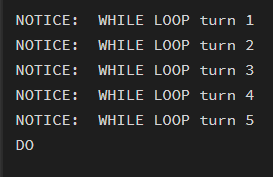 NOTICE:  WHILE LOOP turn 1
NOTICE:  WHILE LOOP turn 2
NOTICE:  WHILE LOOP turn 3
NOTICE:  WHILE LOOP turn 4
NOTICE:  WHILE LOOP turn 5
DO